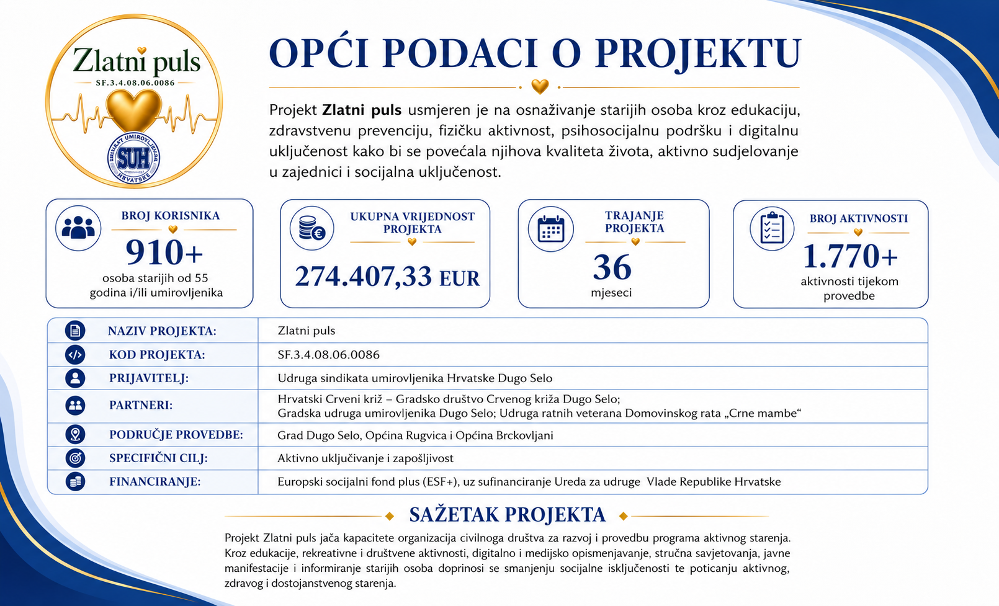 Zlatni puls
SF.3.4.08.06.0086
SINDIKAT UMIROVLJENIKA
SUH
HRVATSKE
OPĆI PODACI O PROJEKTU
Projekt Zlatni puls usmjeren je na osnaživanje starijih osoba kroz edukaciju,
zdravstvenu prevenciju, fizičku aktivnost, psihosocijalnu podršku i digitalnu
uključenost kako bi se povećala njihova kvaliteta života, aktivno sudjelovanje
u zajednici i socijalna uključenost.
BROJ KORISNIKA
910+
osoba starijih od 55
godina i/ili umirovljenika
UKUPNA VRIJEDNOST
PROJEKTA
274.407,33 EUR
TRAJANJE
PROJEKTA
36
mjeseci
BROJ AKTIVNOSTI
1.770+
aktivnosti tijekom
provedbe
NAZIV PROJEKTA: Zlatni puls
KOD PROJEKTA: SF.3.4.08.06.0086
PRIJAVITELJ: Udruga sindikata umirovljenika Hrvatske Dugo Selo
PARTNERI: Hrvatski Crveni križ – Gradsko društvo Crvenog križa Dugo Selo;
Gradska udruga umirovljenika Dugo Selo; Udruga ratnih veterana Domovinskog rata „Crne mambe“
PODRUČJE PROVEDBE: Grad Dugo Selo, Općina Rugvica i Općina Brckovljani
SPECIFIČNI CILJ: Aktivno uključivanje i zapošljivost
FINANCIRANJE: Europski socijalni fond plus (ESF+), uz sufinanciranje Ureda za udruge Vlade Republike Hrvatske
SAŽETAK PROJEKTA
Projekt Zlatni puls jača kapacitete organizacija civilnoga društva za razvoj i provedbu programa aktivnog starenja.
Kroz edukacije, rekreativne i društvene aktivnosti, digitalno i medijsko opismenjavanje, stručna savjetovanja, javne
manifestacije i informiranje starijih osoba doprinosi se smanjenju socijalne isključenosti te poticanju aktivnog,
zdravog i dostojanstvenog starenja.